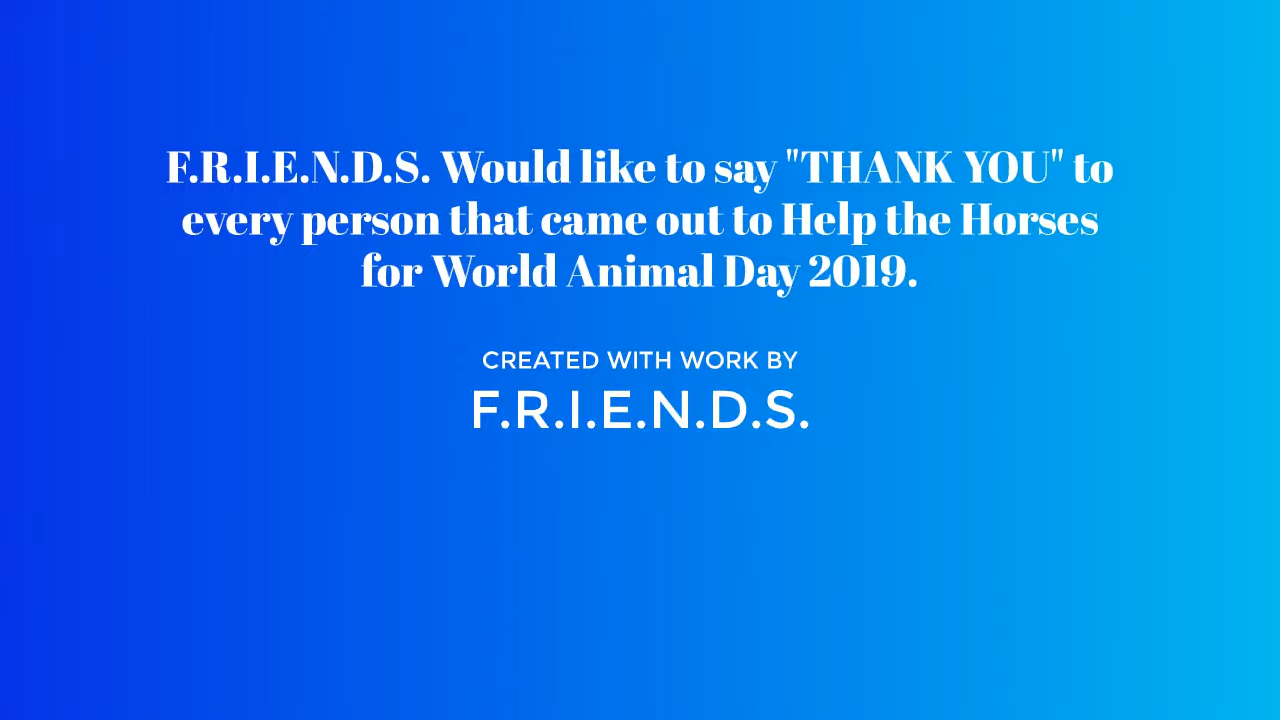 F.R.I.E.N.D.S. Would like to say "THANK YOU" to
every person that came out to Help the Horses
for World Animal Day 2019.
CREATED WITH WORK BY
F.R.I.E.N.D.S.